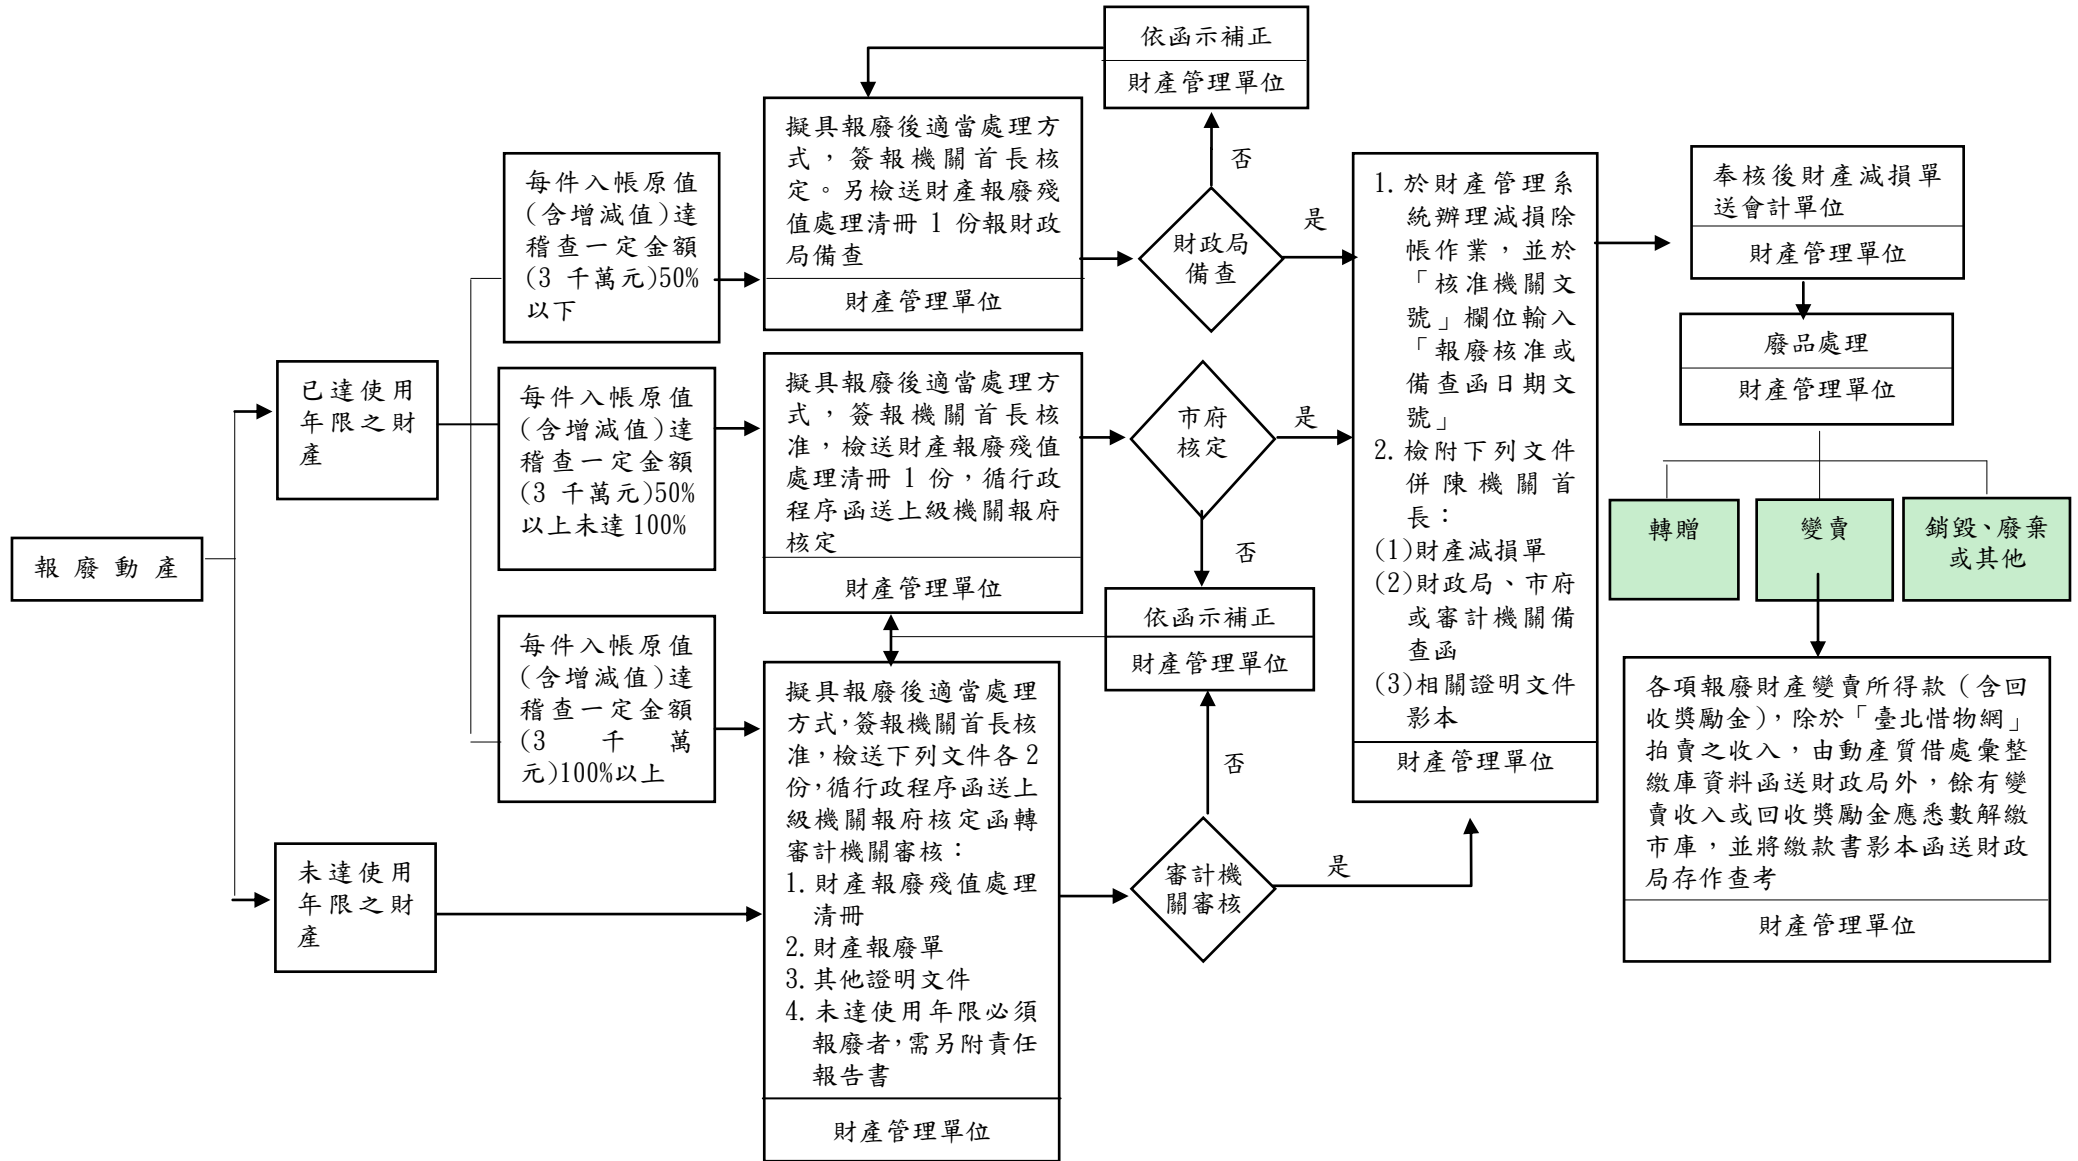 報廢動產
已達使用
年限之財
產
未達使用
年限之財
產
每件入帳原值
(含增減值)達
稽查一定金額
(3 千萬元)50%
以下
每件入帳原值
(含增減值)達
稽查一定金額
(3 千萬元)50%
以上未達100%
每件入帳原值
(含增減值)達
稽查一定金額
(3 千萬
元)100%以上
擬具報廢後適當處理方
式，簽報機關首長核
定。另檢送財產報廢殘
值處理清冊 1 份報財政
局備查
財產管理單位
擬具報廢後適當處理方
式，簽報機關首長核
准，檢送財產報廢殘值
處理清冊 1 份，循行政
程序函送上級機關報府
核定
財產管理單位
擬具報廢後適當處理
方式，簽報機關首長核
准，檢送下列文件各 2
份，循行政程序函送上
級機關報府核定函轉
審計機關審核：
1. 財產報廢殘值處理
清冊
2. 財產報廢單
3. 其他證明文件
4. 未達使用年限必須
報廢者，需另附責任
報告書
財產管理單位
依函示補正
財產管理單位
否
財政局
備查
是
市府
核定
是
否
依函示補正
財產管理單位
否
審計機
關審核
是
1. 於財產管理系
統辦理減損除
帳作業，並於
「核准機關文
號」欄位輸入
「報廢核准或
備查函日期文
號」
2. 檢附下列文件
併陳機關首
長：
(1)財產減損單
(2)財政局、市府
或審計機關備
查函
(3)相關證明文件
影本
財產管理單位
奉核後財產減損單
送會計單位
財產管理單位
廢品處理
財產管理單位
轉贈
變賣
銷毀、廢棄
或其他
各項報廢財產變賣所得款（含回
收獎勵金），除於「臺北惜物網」
拍賣之收入，由動產質借處彙整
繳庫資料函送財政局外，餘有變
賣收入或回收獎勵金應悉數解繳
市庫，並將繳款書影本函送財政
局存作查考
財產管理單位